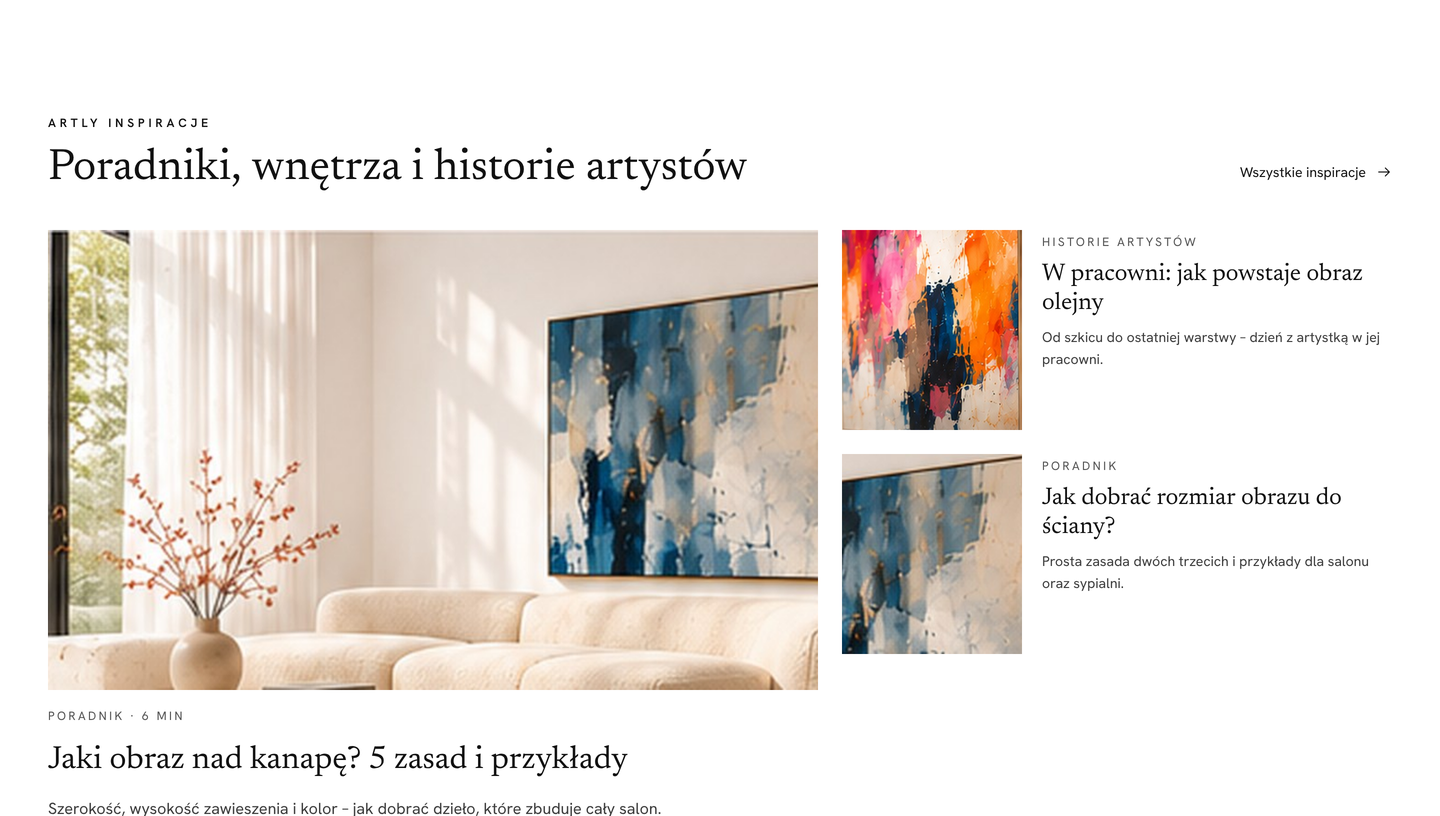 ARTLY INSPIRACJE
Poradniki, wnętrza i historie artystów
Wszystkie inspiracje →
PORADNIK · 6 MIN
Jaki obraz nad kanapę? 5 zasad i przykłady
Szerokość, wysokość zawieszenia i kolor – jak dobrać dzieło, które zbuduje cały salon.
HISTORIE ARTYSTÓW
W pracowni: jak powstaje obraz
olejny
Od szkicu do ostatniej warstwy – dzień z artystką w jej
pracowni.
PORADNIK
Jak dobrać rozmiar obrazu do
ściany?
Prosta zasada dwóch trzecich i przykłady dla salonu
oraz sypialni.